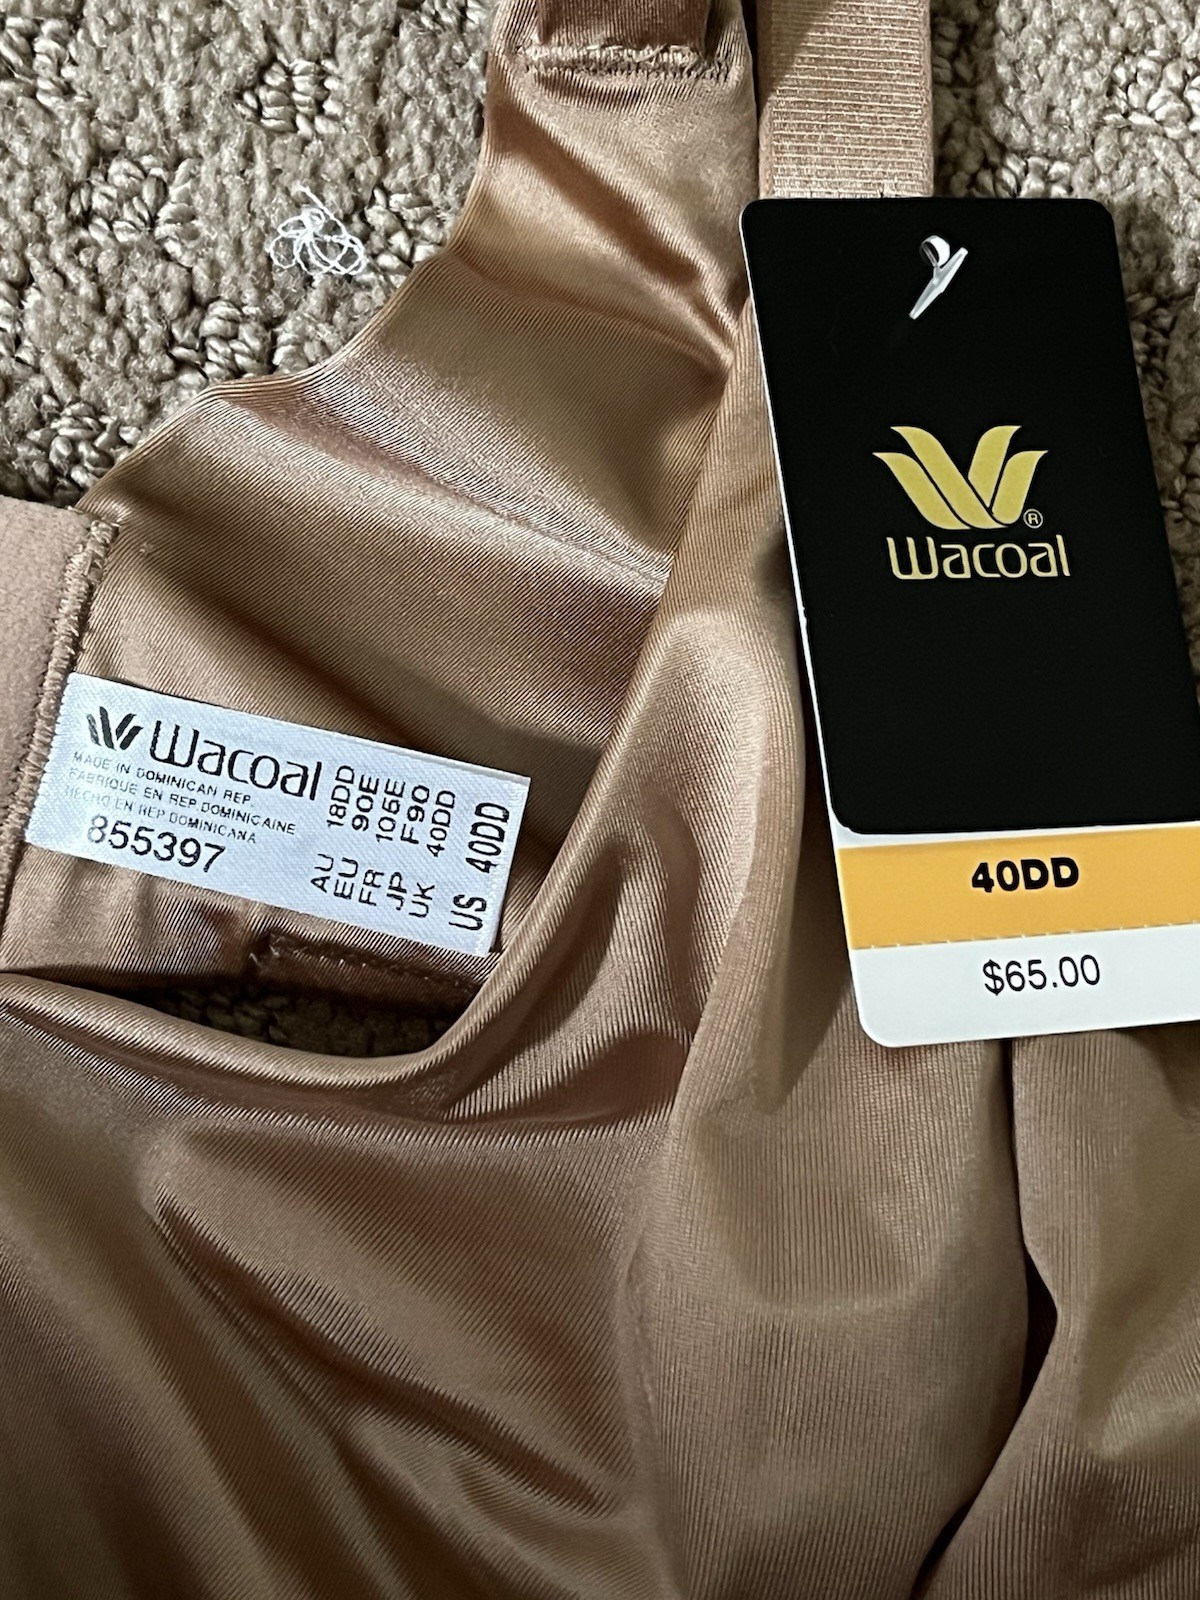 Wacoal
MADE IN DOMINICAN REP.
FABRIQUE EN REP.DOMINICAINE
HECHO EN REP.DOMINICANA
855397
AU 18DD
EU 90E
FR 105E
JP F90
UK 40DD
US 40DD
®
Wacoal
40DD
$65.00